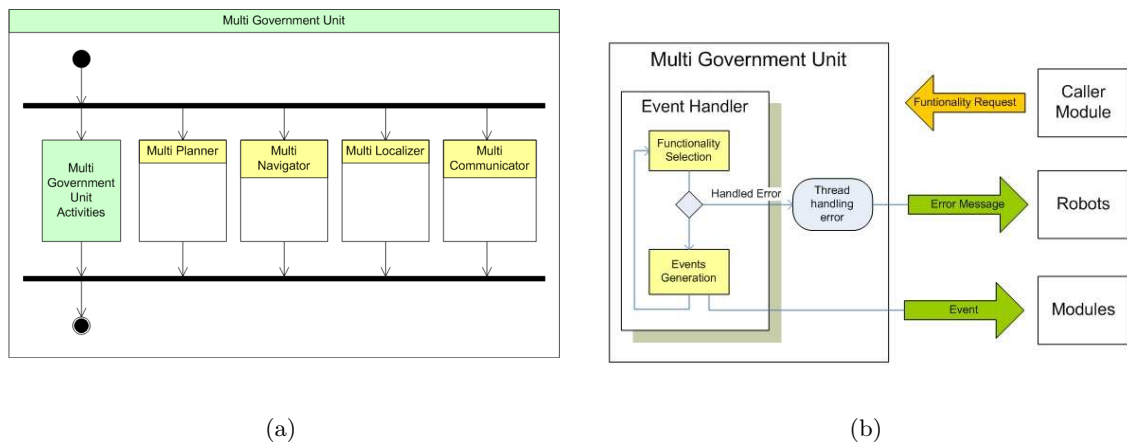 Multi Government Unit
Multi
Government
Unit
Activities
Multi Planner
Multi
Navigator
Multi Localizer
Multi
Communicator
(a)
Multi Government Unit
Event Handler
Functionality
Selection
Handled Error
Thread
handling
error
Events
Generation
Funtionality Request
Caller
Module
Error Message
Robots
Event
Modules
(b)